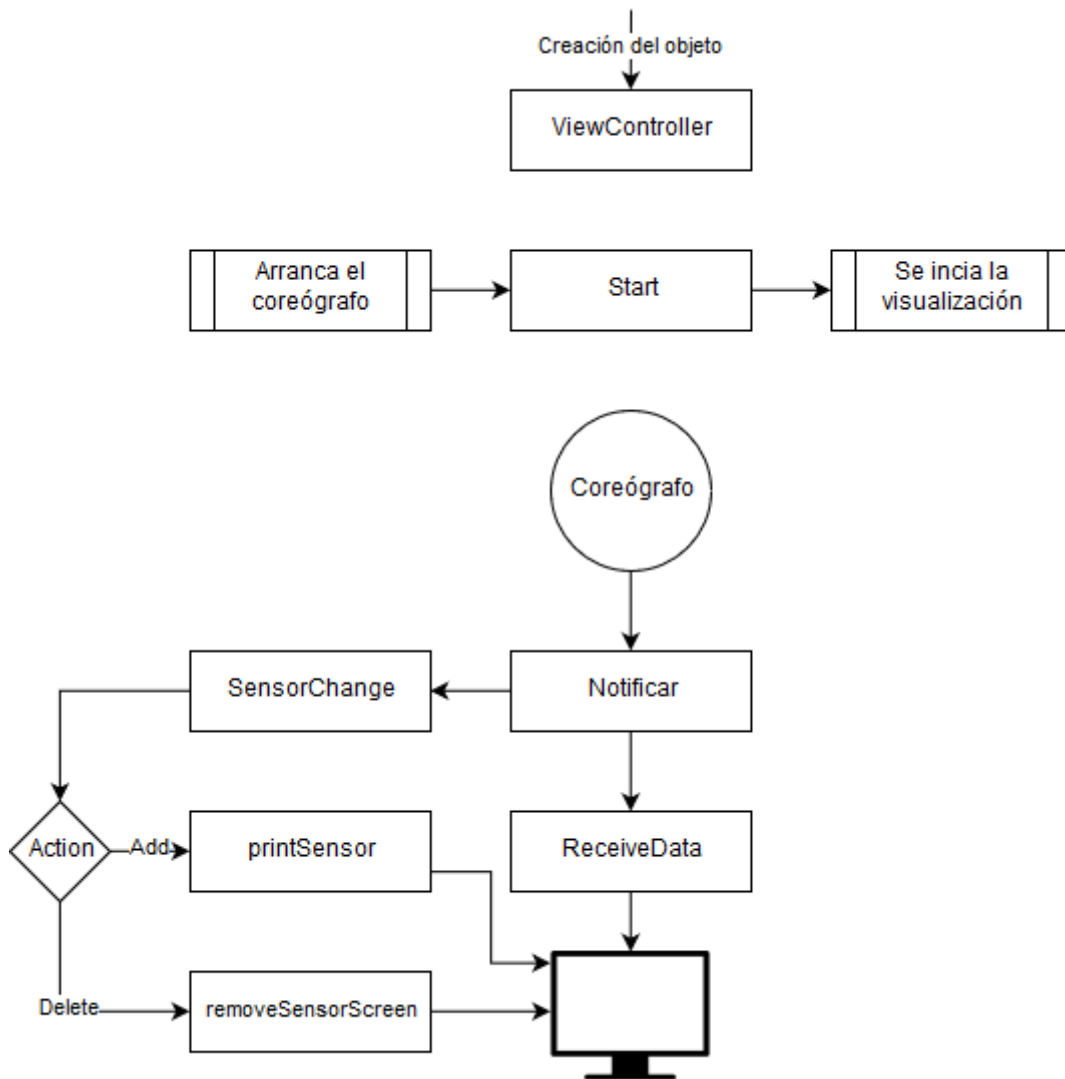 Creación del objeto
ViewController
Arranca el
coreógrafo
Start
Se incia la
visualización
Coreógrafo
SensorChange
Notificar
Action
Add
printSensor
ReceiveData
Delete
removeSensorScreen